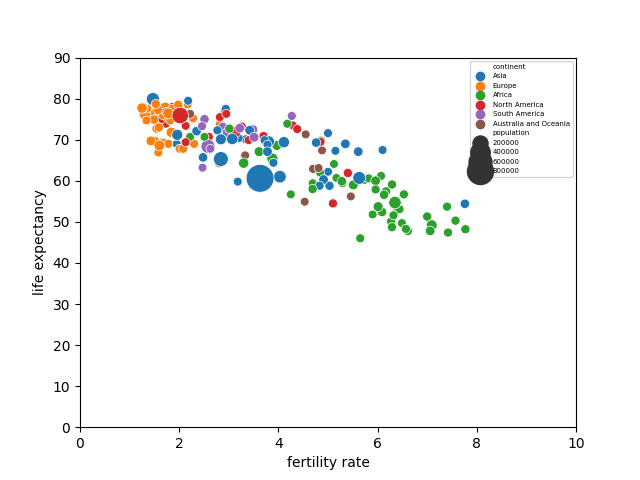 90
80
70
60
50
40
30
20
10
0
life expectancy
0 2 4 6 8 10
fertility rate
continent
Asia
Europe
Africa
North America
South America
Australia and Oceania
population
200000
400000
600000
800000